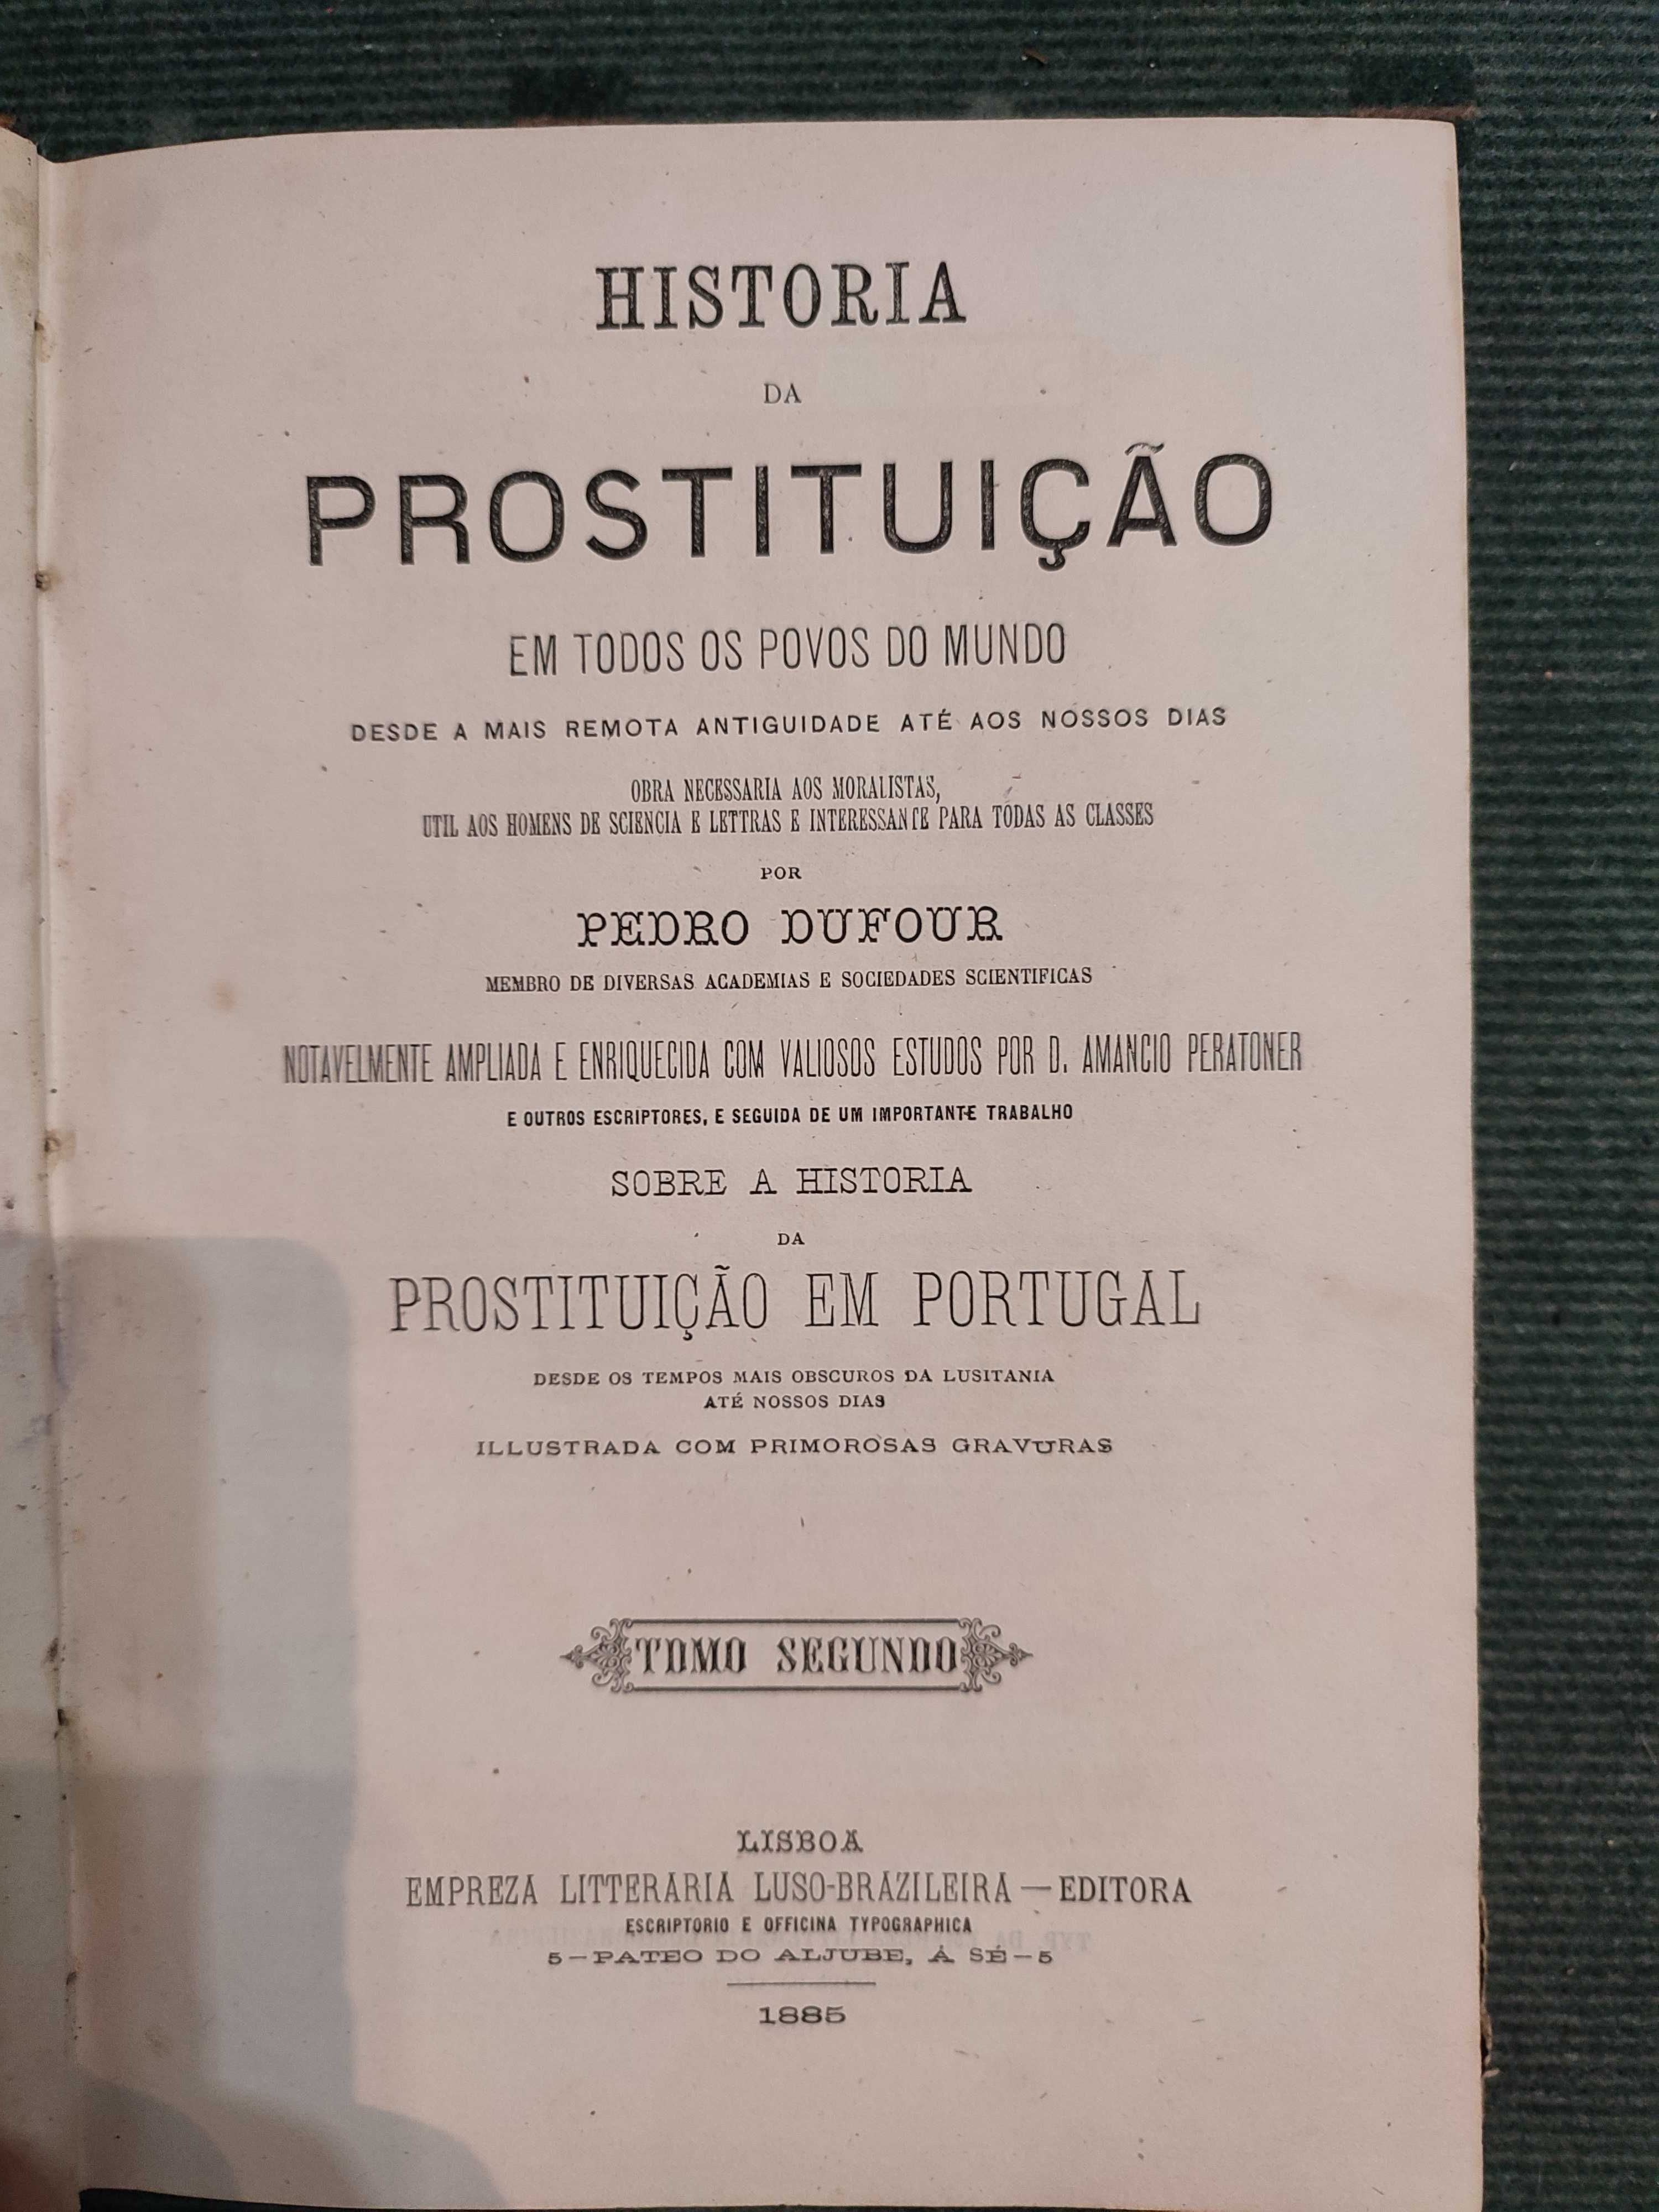 HISTORIA
DA
PROSTITUIÇÃO
EM TODOS OS POVOS DO MUNDO
DESDE A MAIS REMOTA ANTIGUIDADE ATÉ AOS NOSSOS DIAS
OBRA NECESSARIA AOS MORALISTAS,
UTIL AOS HOMENS DE SCIENCIA E LETTRAS E INTERESSANTE PARA TODAS AS CLASSES
POR
PEDRO DUFOUR
MEMBRO DE DIVERSAS ACADEMIAS E SOCIEDADES SCIENTIFICAS
NOTAVELMENTE AMPLIADA E ENRIQUECIDA COM VALIOSOS ESTUDOS POR D. AMANCIO PERATONER
E OUTROS ESCRIPTORES, E SEGUIDA DE UM IMPORTANTE TRABALHO
SOBRE A HISTORIA
DA
PROSTITUIÇÃO EM PORTUGAL
DESDE OS TEMPOS MAIS OBSCUROS DA LUSITANIA
ATÉ NOSSOS DIAS
ILLUSTRADA COM PRIMOROSAS GRAVURAS
TOMO SEGUNDO
LISBOA
EMPREZA LITTERARIA LUSO-BRAZILEIRA — EDITORA
ESCRIPTORIO E OFFICINA TYPOGRAPHICA
5 — PATEO DO ALJUBE, Á SÉ — 5
1885